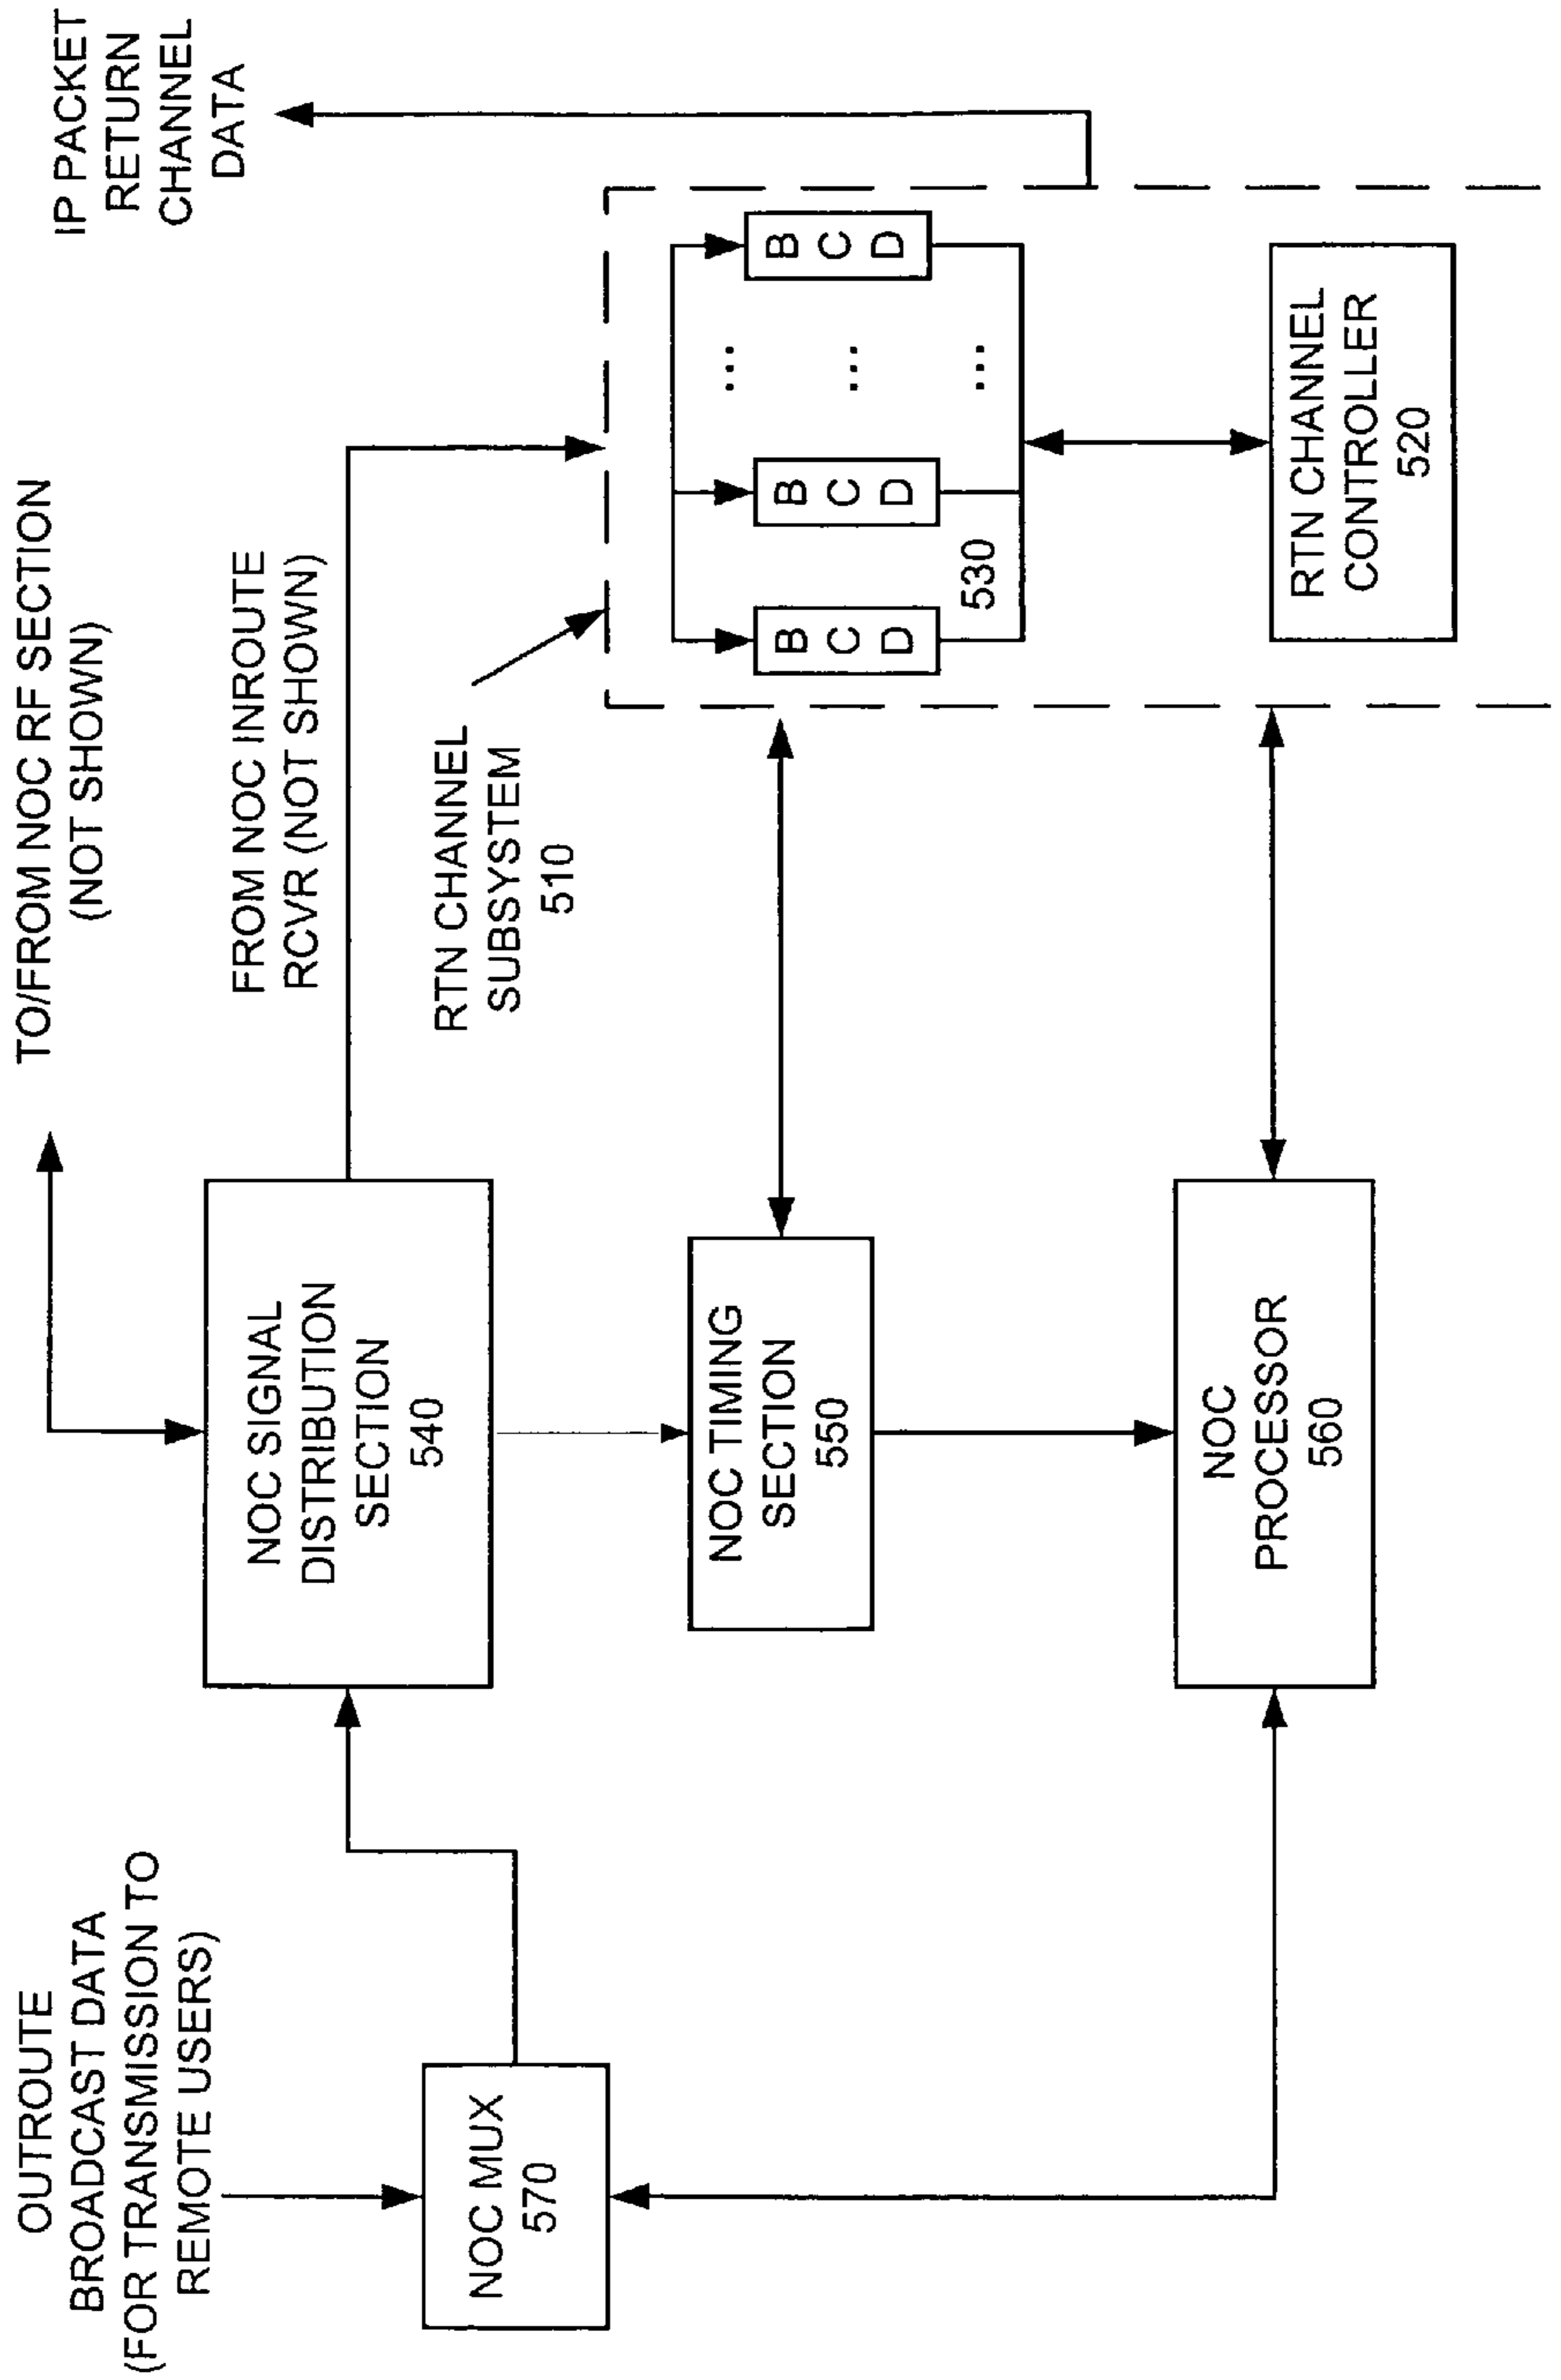 OUTROUTE
BROADCAST DATA
(FOR TRANSMISSION TO
REMOTE USERS)
TO/FROM NOC RF SECTION
(NOT SHOWN)
IP PACKET
RETURN
CHANNEL
DATA
FROM NOC INROUTE
RCVR (NOT SHOWN)
RTN CHANNEL
SUBSYSTEM
510
NOC MUX
570
NOC SIGNAL
DISTRIBUTION
SECTION
540
NOC TIMING
SECTION
550
NOC
PROCESSOR
560
B
C
D
B
C
D
...
...
...
B
C
D
530
RTN CHANNEL
CONTROLLER
520